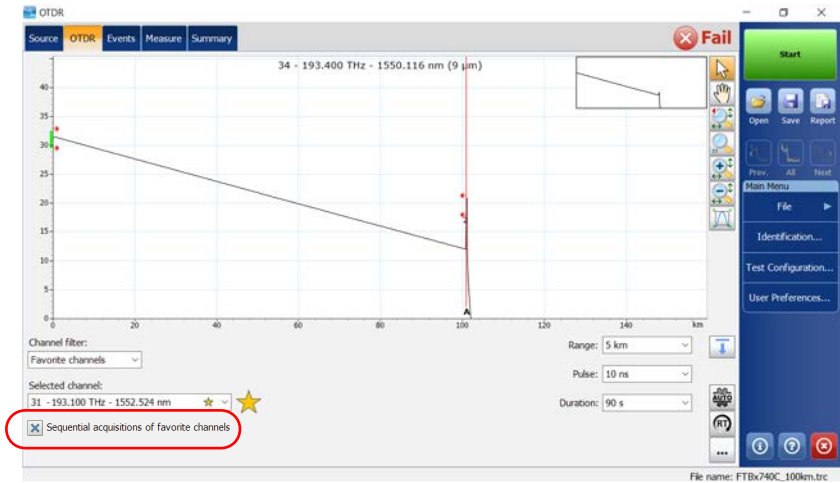 OTDR
Source OTDR Events Measure Summary
Fail
34 - 193.400 THz - 1550.116 nm (9 µm)
40
35
30
25
20
15
10
5
0
0 20 40 60 80 100 120 140 km
A
Channel filter:
Favorite channels
Selected channel:
31 - 193.100 THz - 1552.524 nm
Sequential acquisitions of favorite channels
Range: 5 km
Pulse: 10 ns
Duration: 90 s
AUTO
RT
...
Start
Open Save Report
Prev. All Next
Main Menu
File
Identification...
Test Configuration...
User Preferences...
File name: FTBx740C_100km.trc